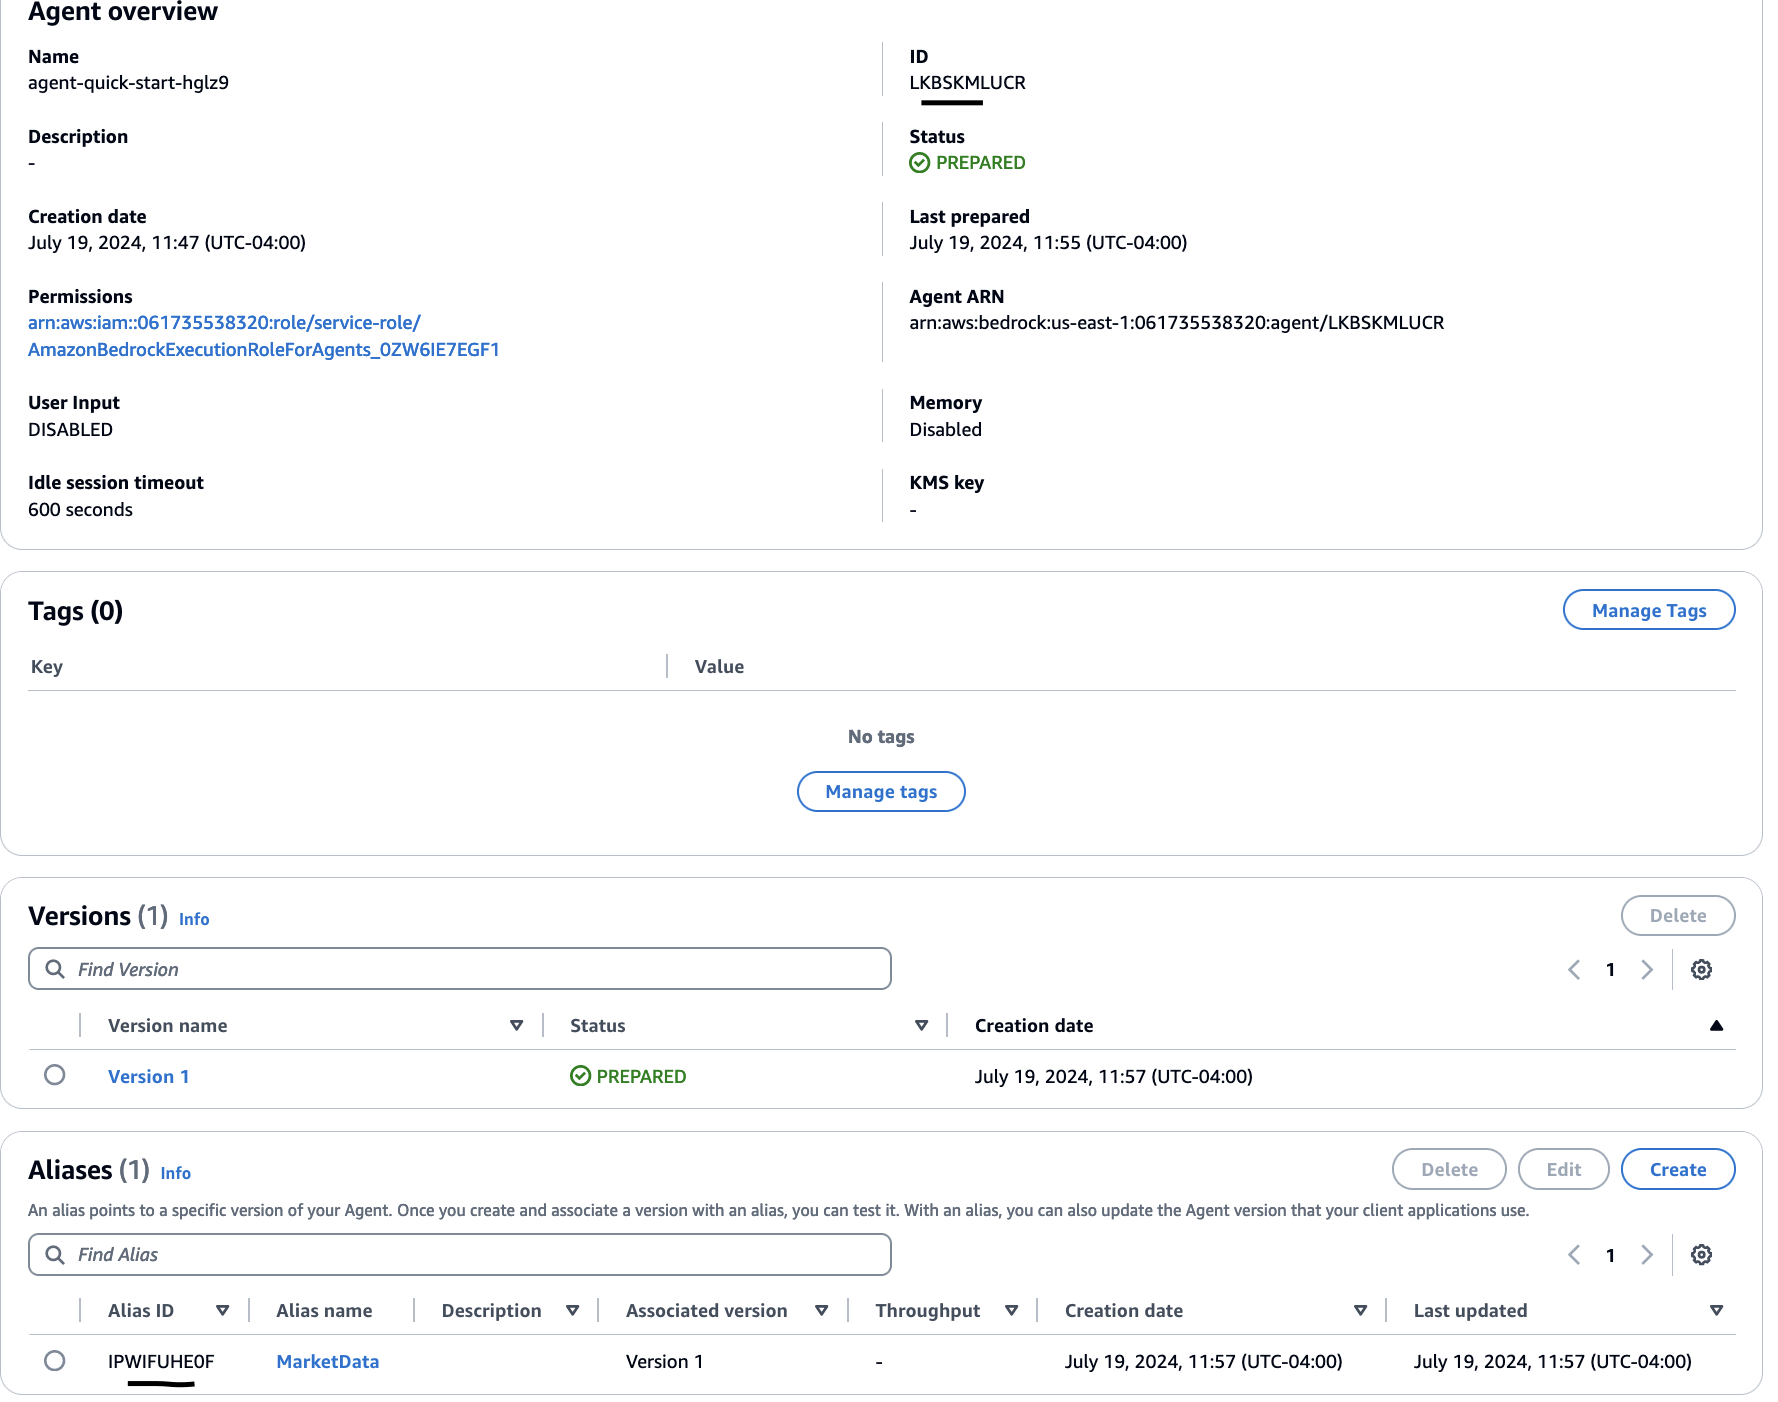 Agent overview
Name
agent-quick-start-hglz9
ID
LKBSKMLUCR
Description
-
Status
PREPARED
Creation date
July 19, 2024, 11:47 (UTC-04:00)
Last prepared
July 19, 2024, 11:55 (UTC-04:00)
Permissions
arn:aws:iam::061735538320:role/service-role/
AmazonBedrockExecutionRoleForAgents_0ZW6IE7EGF1
Agent ARN
arn:aws:bedrock:us-east-1:061735538320:agent/LKBSKMLUCR
User Input
DISABLED
Memory
Disabled
Idle session timeout
600 seconds
KMS key
-
Tags (0)
Manage Tags
Key Value
No tags
Manage tags
Versions (1) Info
Delete
Find Version
1
Version name Status Creation date
Version 1 PREPARED July 19, 2024, 11:57 (UTC-04:00)
Aliases (1) Info
Delete Edit Create
An alias points to a specific version of your Agent. Once you create and associate a version with an alias, you can test it. With an alias, you can also update the Agent version that your client applications use.
Find Alias
1
Alias ID Alias name Description Associated version Throughput Creation date Last updated
IPWIFUHE0F MarketData Version 1 - July 19, 2024, 11:57 (UTC-04:00) July 19, 2024, 11:57 (UTC-04:00)